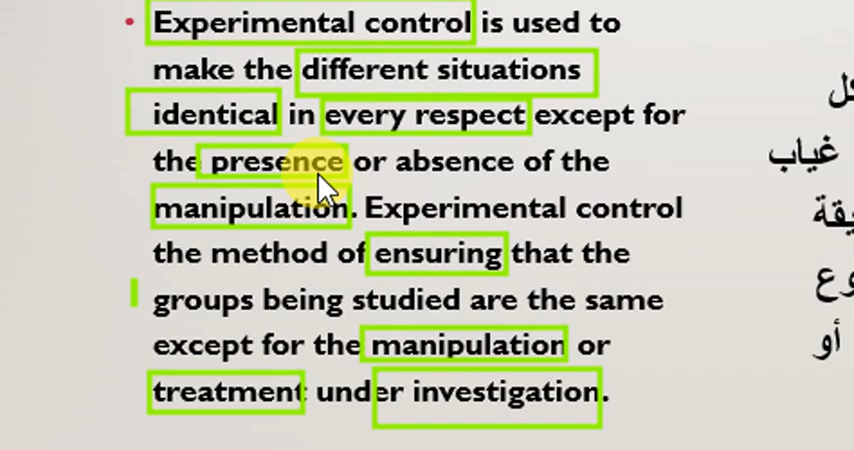 • Experimental control is used to
make the different situations
identical in every respect except for
the presence or absence of the
manipulation. Experimental control
the method of ensuring that the
groups being studied are the same
except for the manipulation or
treatment under investigation.
غياب
أو